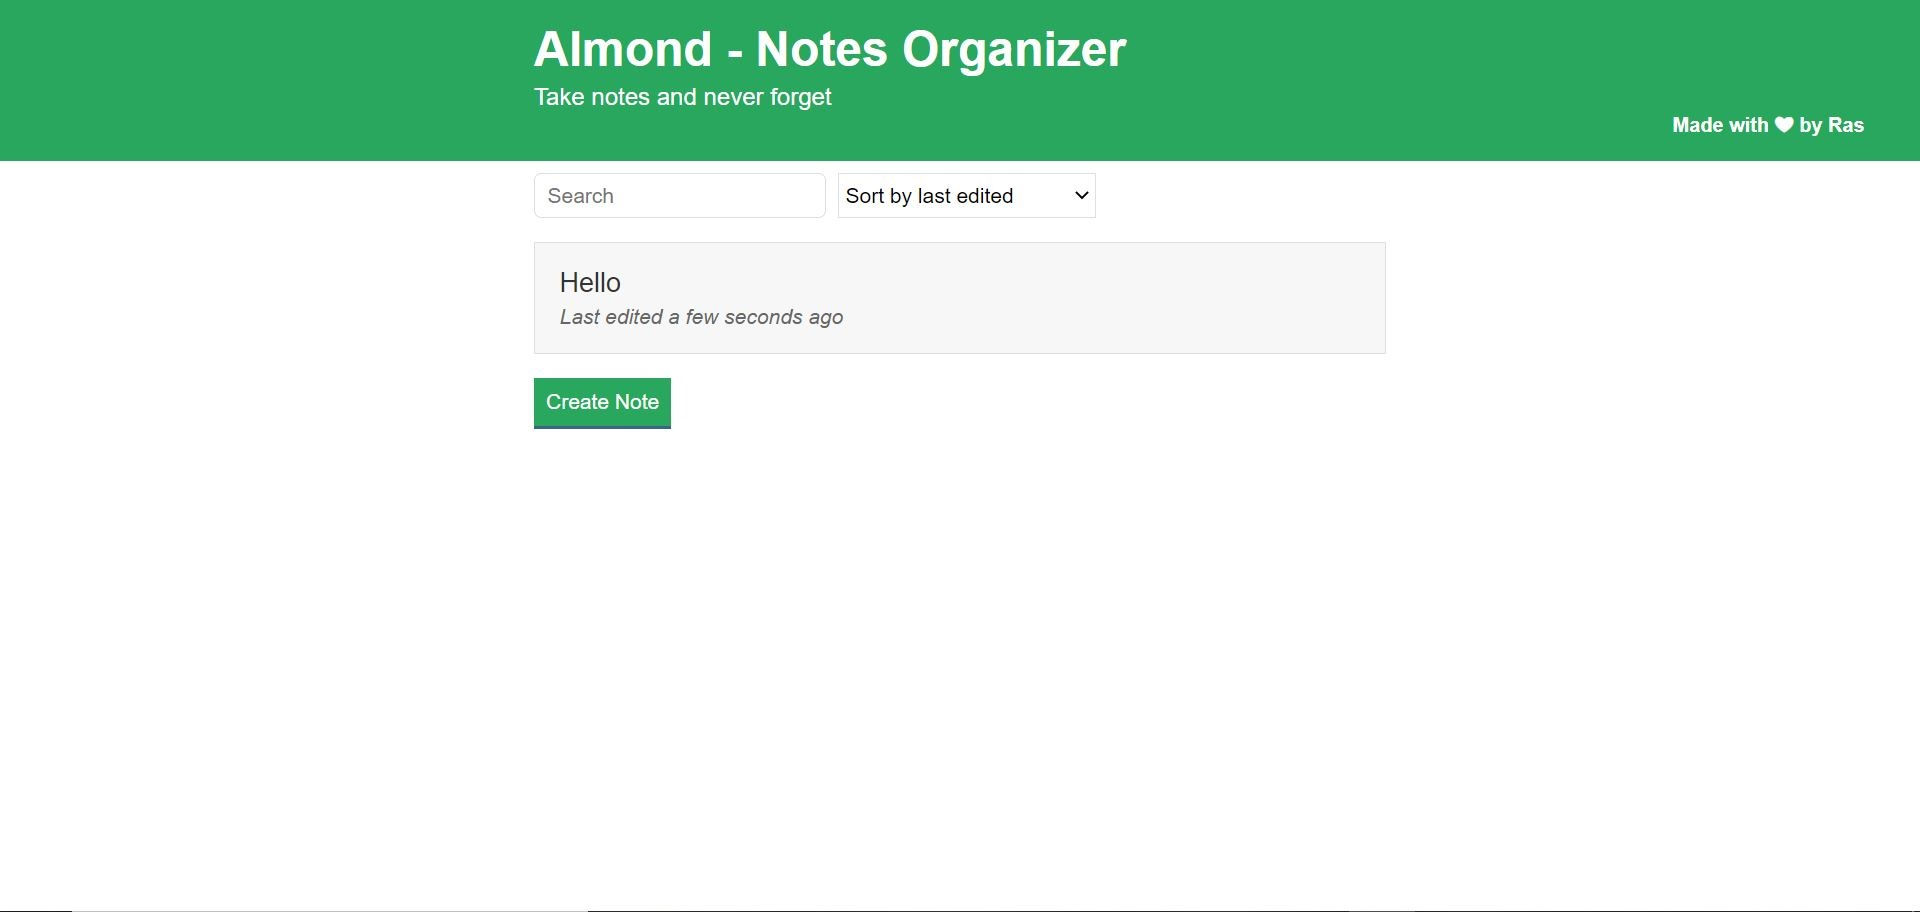 Almond - Notes Organizer
Take notes and never forget
Made with ♥ by Ras
Search
Sort by last edited
Hello
Last edited a few seconds ago
Create Note